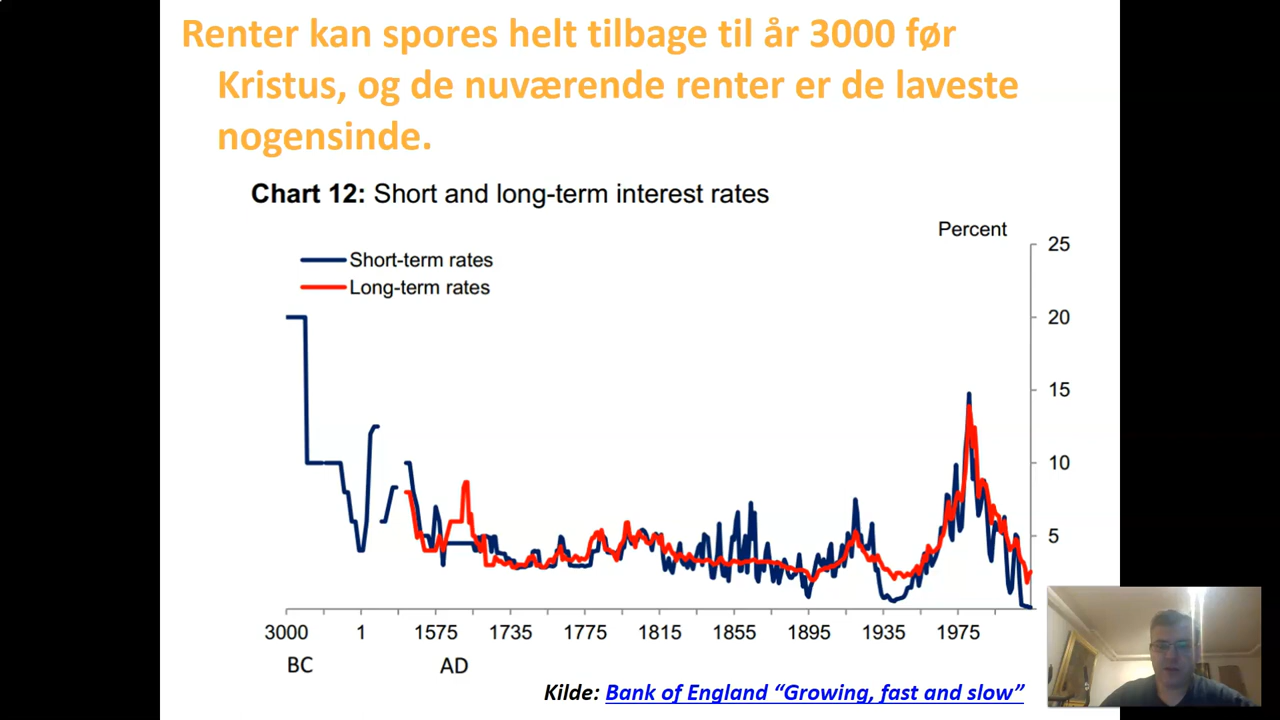 Renter kan spores helt tilbage til år 3000 før
Kristus, og de nuværende renter er de laveste
nogensinde.
Chart 12: Short and long-term interest rates
Percent
25
Short-term rates
Long-term rates
20
15
10
5
3000 1 1575 1735 1775 1815 1855 1895 1935 1975
BC AD
Kilde: Bank of England “Growing, fast and slow”